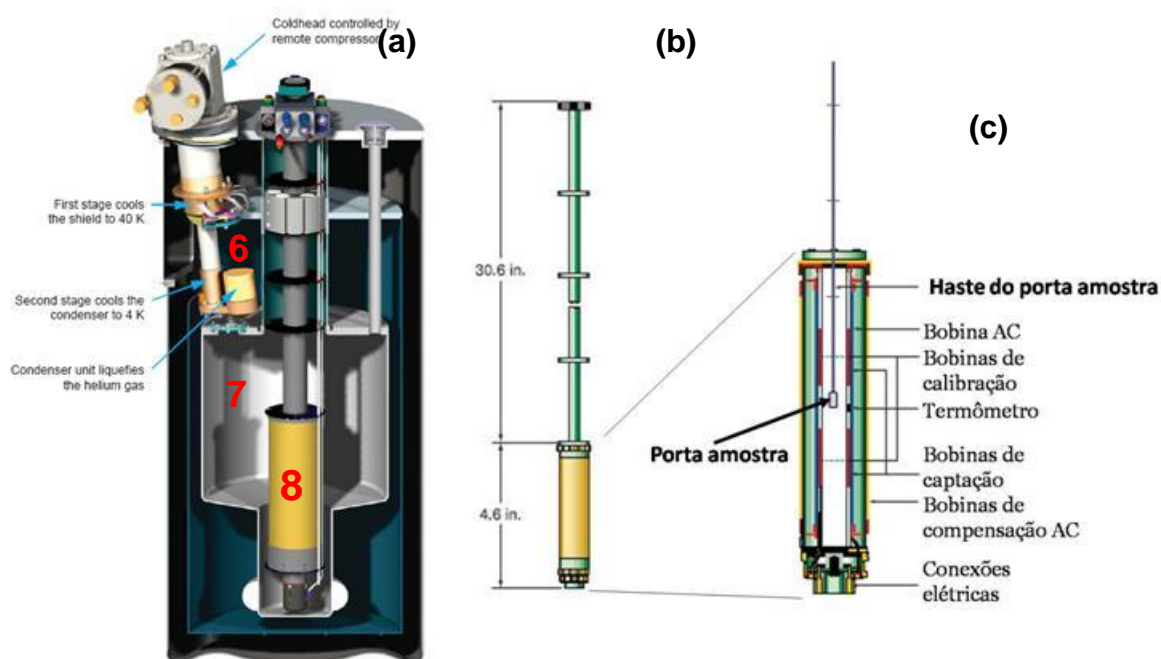 Coldhead controlled by
remote compressor
(a)
First stage cools
the shield to 40 K
6
Second stage cools the
condenser to 4 K
Condenser unit liquefies
the helium gas
7
8
(b)
30.6 in.
4.6 in.
(c)
Haste do porta amostra
Bobina AC
Bobinas de
calibração
Termômetro
Porta amostra
Bobinas de
captação
Bobinas de
compensação AC
Conexões
elétricas